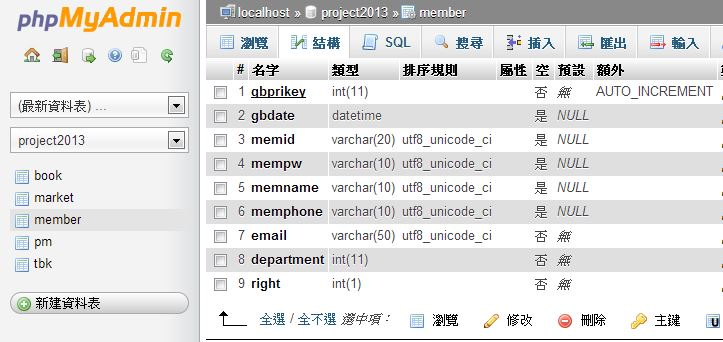 phpMyAdmin
(最新資料表) ...
project2013
book
market
member
pm
tbk
新建資料表
localhost » project2013 » member
瀏覽 結構 SQL 搜尋 插入 匯出 輸入
# 名字 類型 排序規則 屬性 空 預設 額外
1 gbprikey int(11) 否 無 AUTO_INCREMENT
2 gbdate datetime 是 NULL
3 memid varchar(20) utf8_unicode_ci 是 NULL
4 mempw varchar(10) utf8_unicode_ci 是 NULL
5 memname varchar(10) utf8_unicode_ci 是 NULL
6 memphone varchar(10) utf8_unicode_ci 是 NULL
7 email varchar(50) utf8_unicode_ci 否 無
8 department int(11) 否 無
9 right int(1) 否 無
全選 / 全不選 選中項： 瀏覽 修改 刪除 主鍵 U